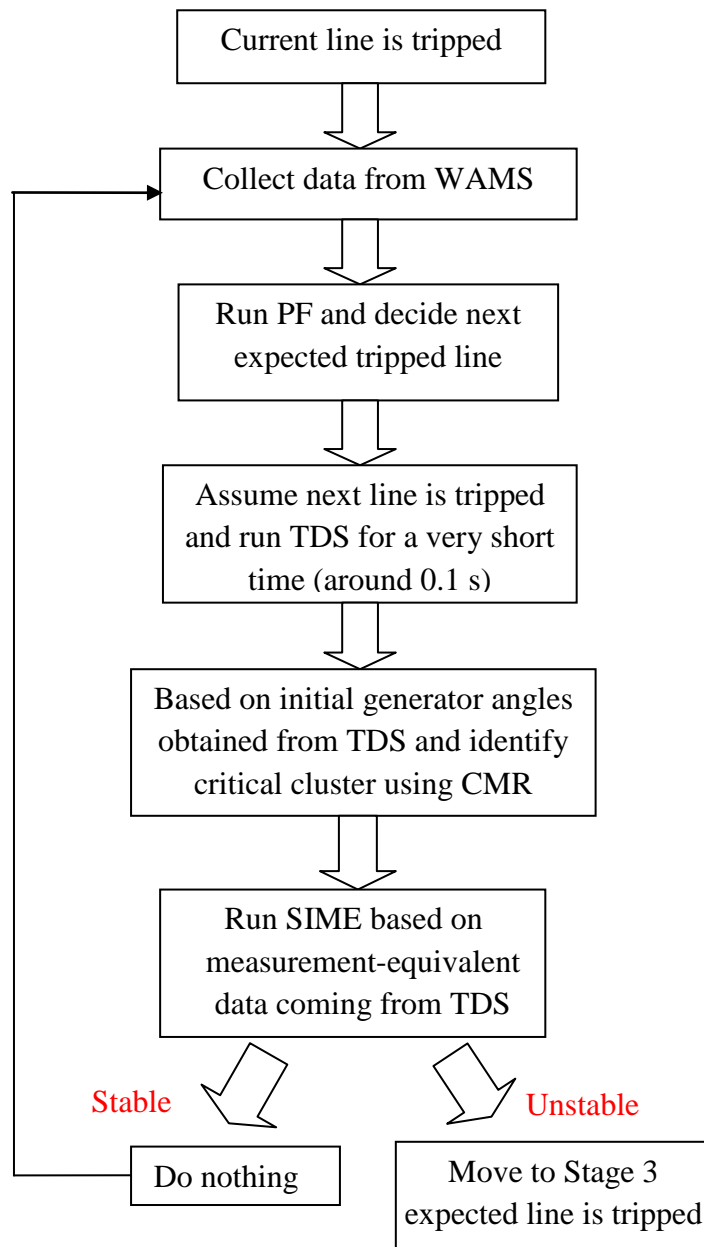 Current line is tripped
Collect data from WAMS
Run PF and decide next
expected tripped line
Assume next line is tripped
and run TDS for a very short
time (around 0.1 s)
Based on initial generator angles
obtained from TDS and identify
critical cluster using CMR
Run SIME based on
measurement-equivalent
data coming from TDS
Stable
Unstable
Do nothing
Move to Stage 3
expected line is tripped